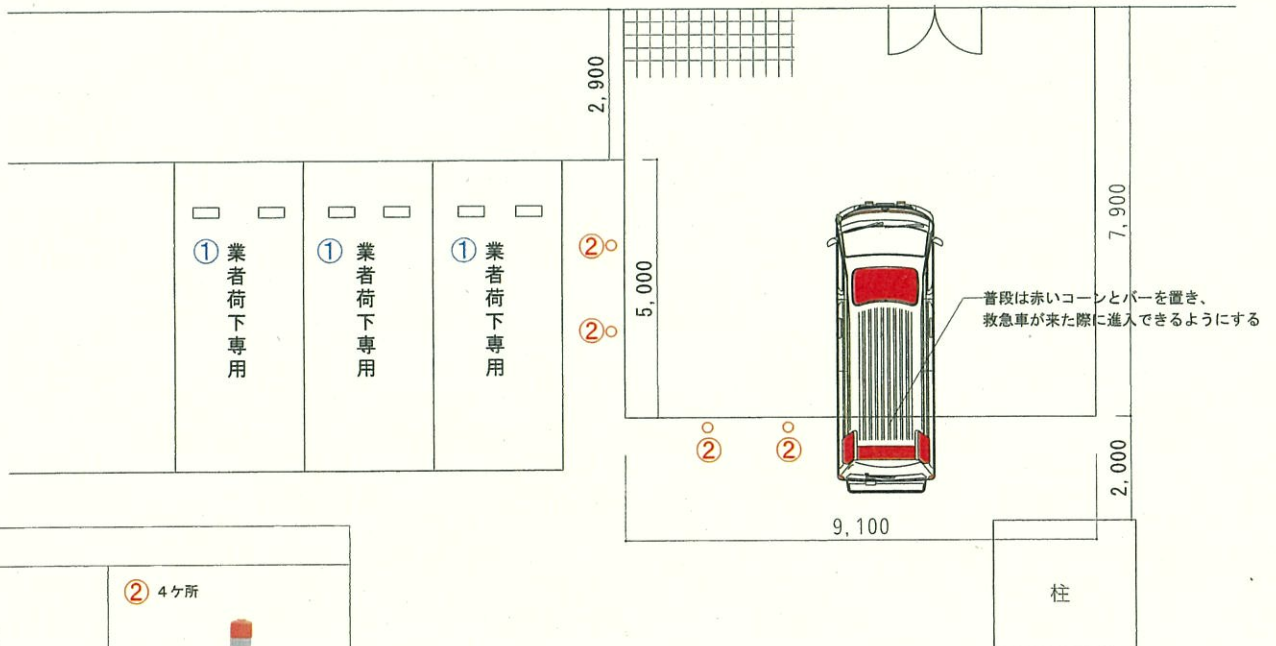 2,900
7,900
5,000
① 業者荷下専用
① 業者荷下専用
① 業者荷下専用
②
②
普段は赤いコーンとバーを置き、
救急車が来た際に進入できるようにする
②
②
2,000
9,100
② 4ケ所
柱